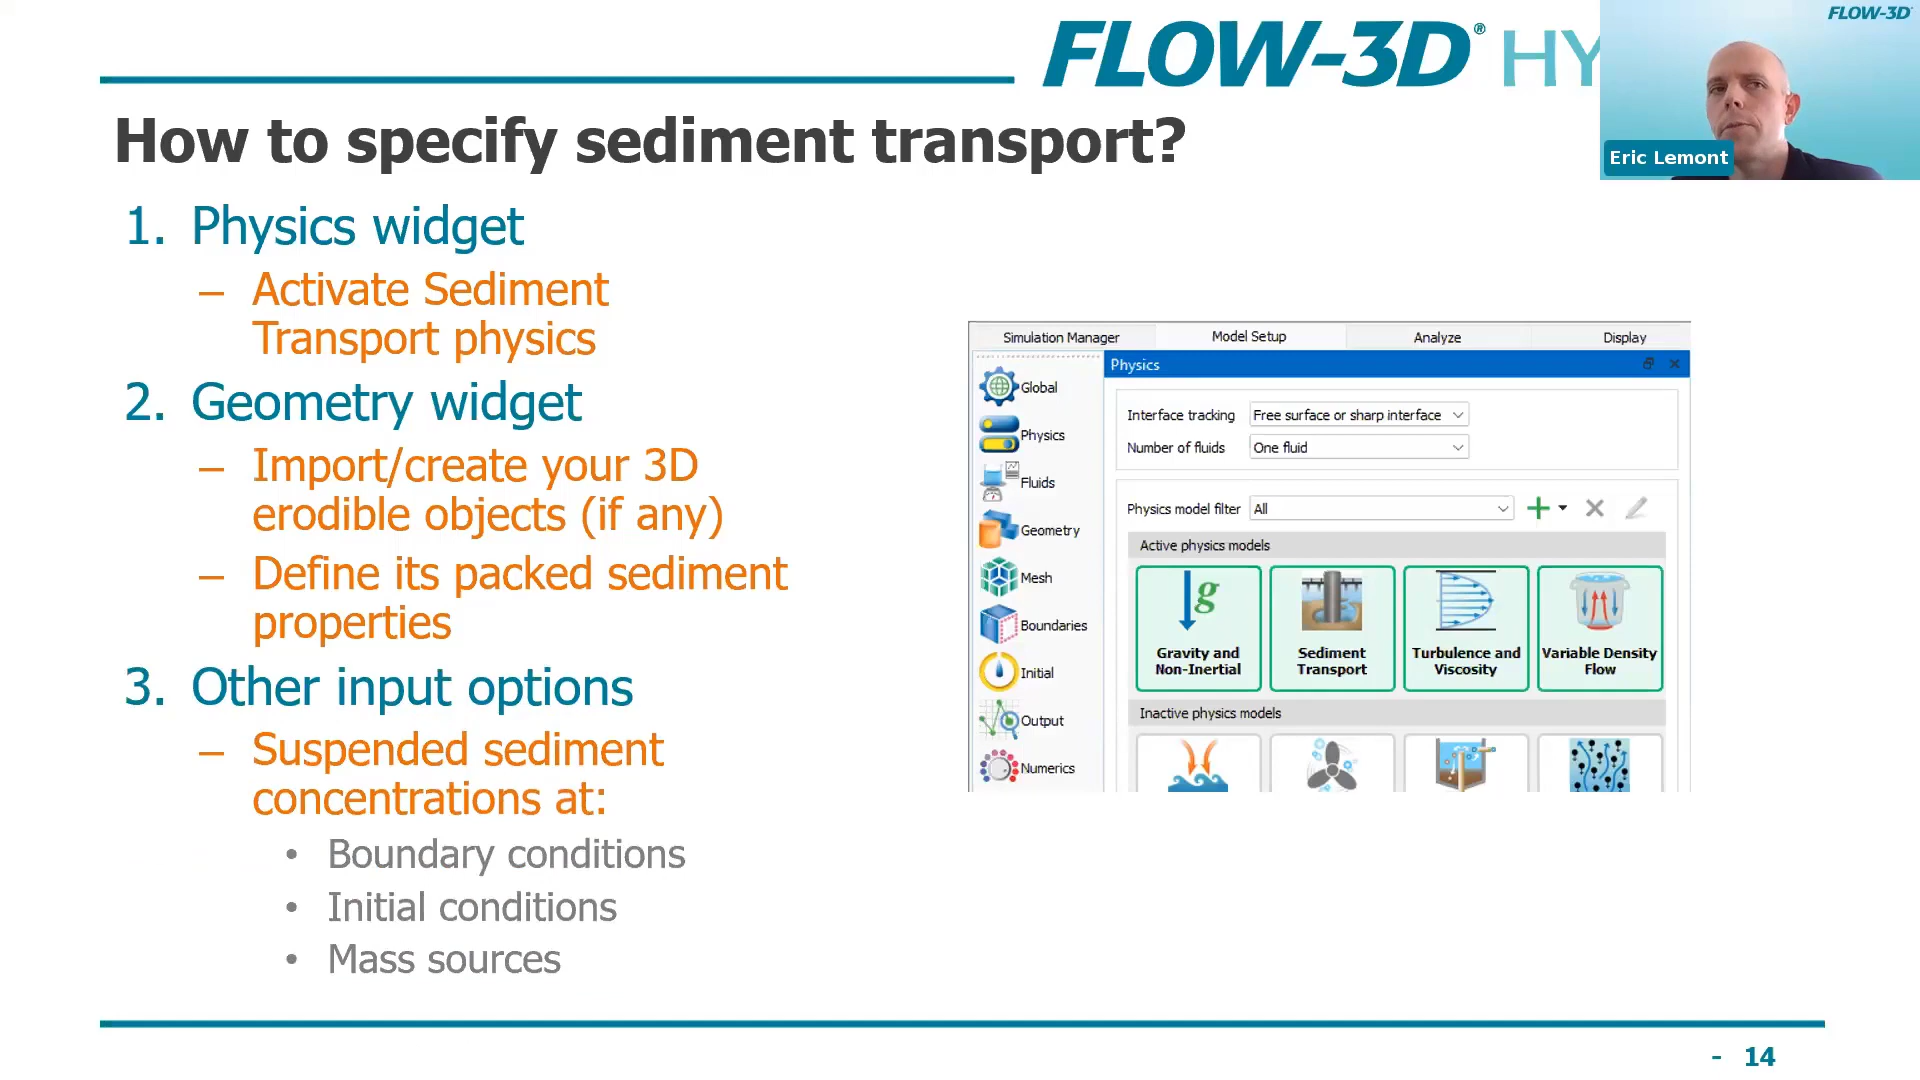 FLOW-3D® HY
FLOW-3D
Eric Lemont
How to specify sediment transport?
1. Physics widget
– Activate Sediment
Transport physics
2. Geometry widget
– Import/create your 3D
erodible objects (if any)
– Define its packed sediment
properties
3. Other input options
– Suspended sediment
concentrations at:
• Boundary conditions
• Initial conditions
• Mass sources
Simulation Manager
Model Setup
Analyze
Display
Global
Physics
Fluids
Geometry
Mesh
Boundaries
Initial
Output
Numerics
Physics
Interface tracking Free surface or sharp interface
Number of fluids One fluid
Physics model filter All
Active physics models
g
Gravity and
Non-Inertial
Sediment
Transport
Turbulence and
Viscosity
Variable Density
Flow
Inactive physics models
- 14